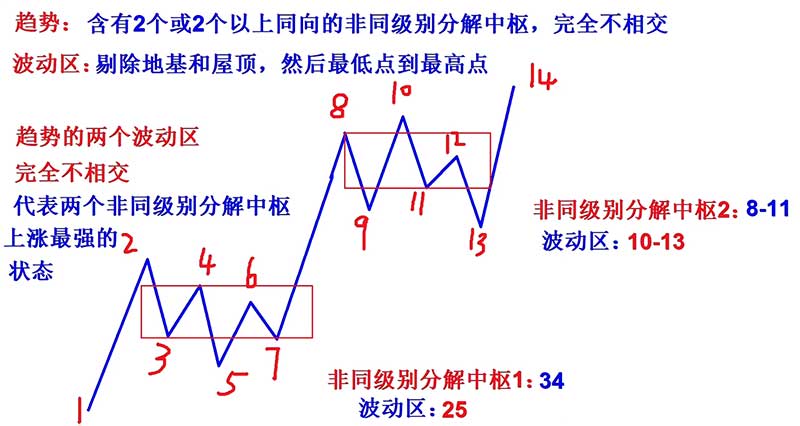 趋势：含有2个或2个以上同向的非同级别分解中枢，完全不相交
波动区：剔除地基和屋顶，然后最低点到最高点
14
10
8
趋势的两个波动区
12
完全不相交
代表两个非同级别分解中枢
11
非同级别分解中枢2：8-11
9
上涨最强的
2
13
波动区：10-13
4
6
状态
3
7
5
非同级别分解中枢1：34
1
波动区：25